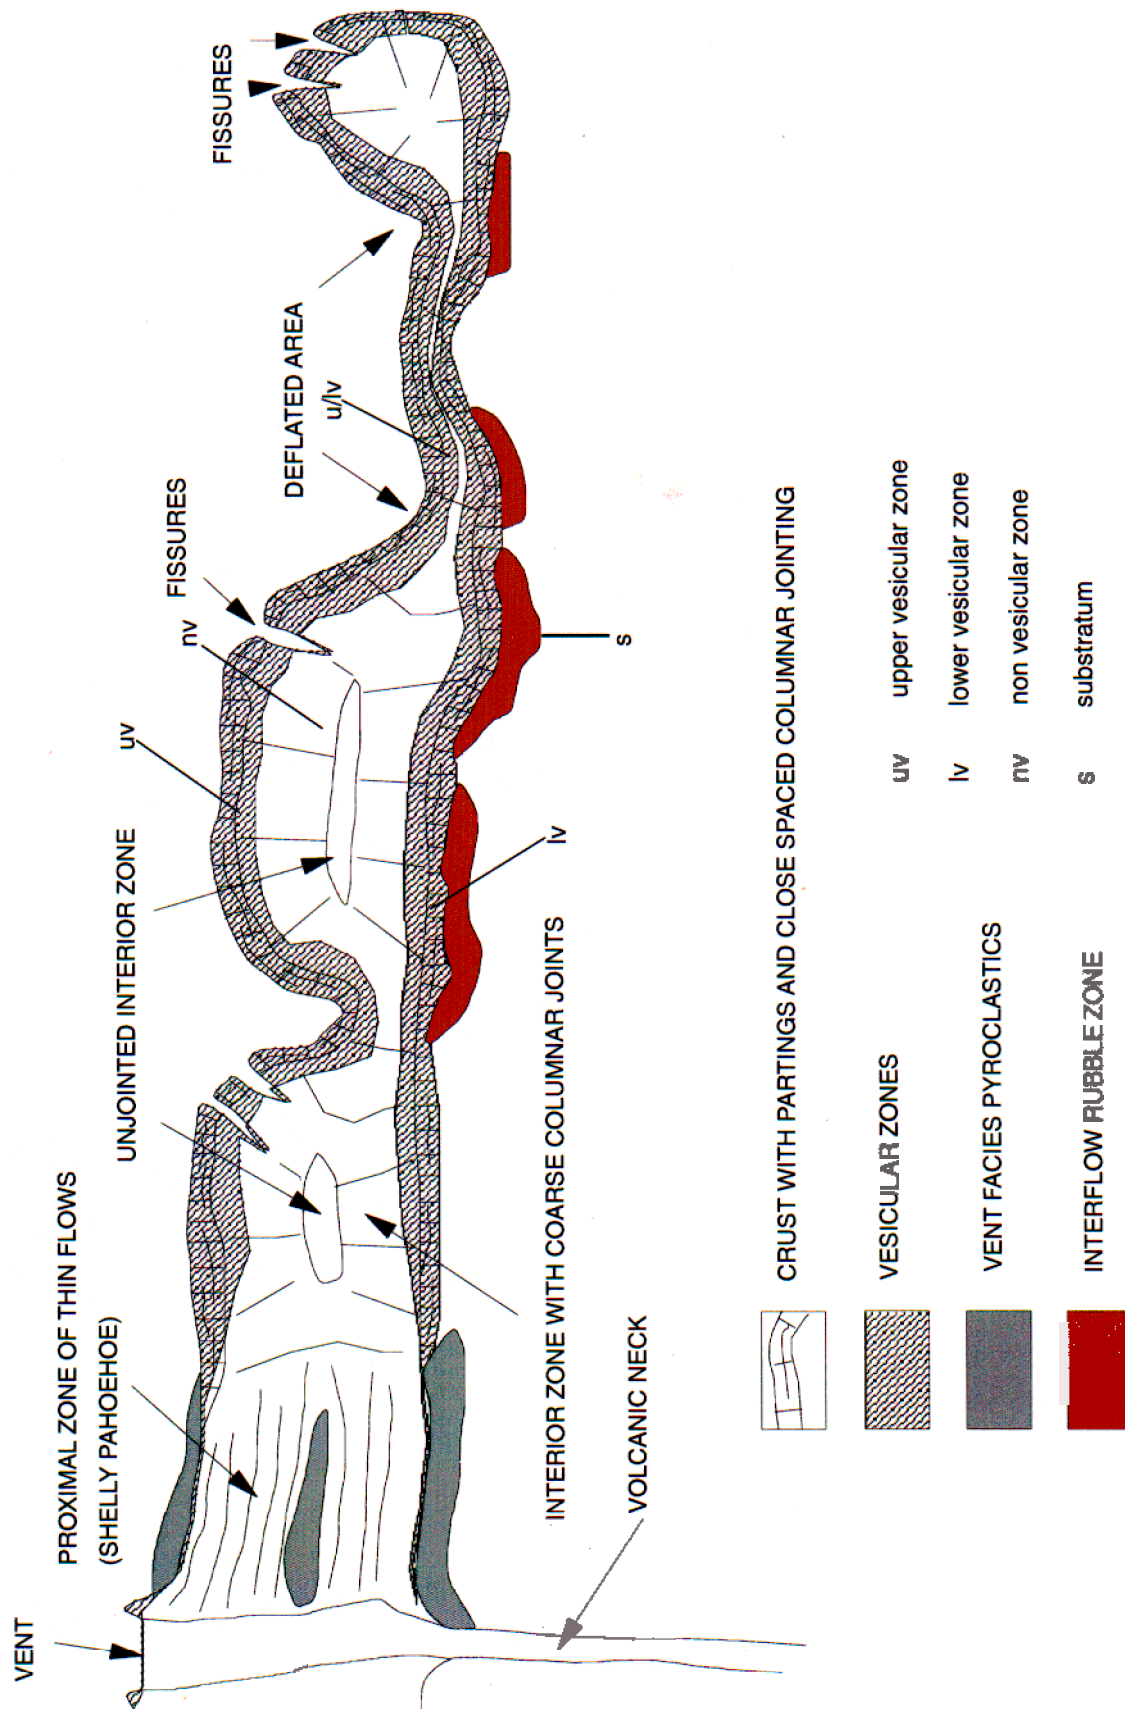 VENT
PROXIMAL ZONE OF THIN FLOWS
(SHELLY PAHOEHOE)
UNJOINTED INTERIOR ZONE
uv
nv
FISSURES
DEFLATED AREA
u/lv
FISSURES
s
lv
INTERIOR ZONE WITH COARSE COLUMNAR JOINTS
VOLCANIC NECK
CRUST WITH PARTINGS AND CLOSE SPACED COLUMNAR JOINTING
VESICULAR ZONES
VENT FACIES PYROCLASTICS
INTERFLOW RUBBLE ZONE
uv upper vesicular zone
lv lower vesicular zone
nv non vesicular zone
s substratum